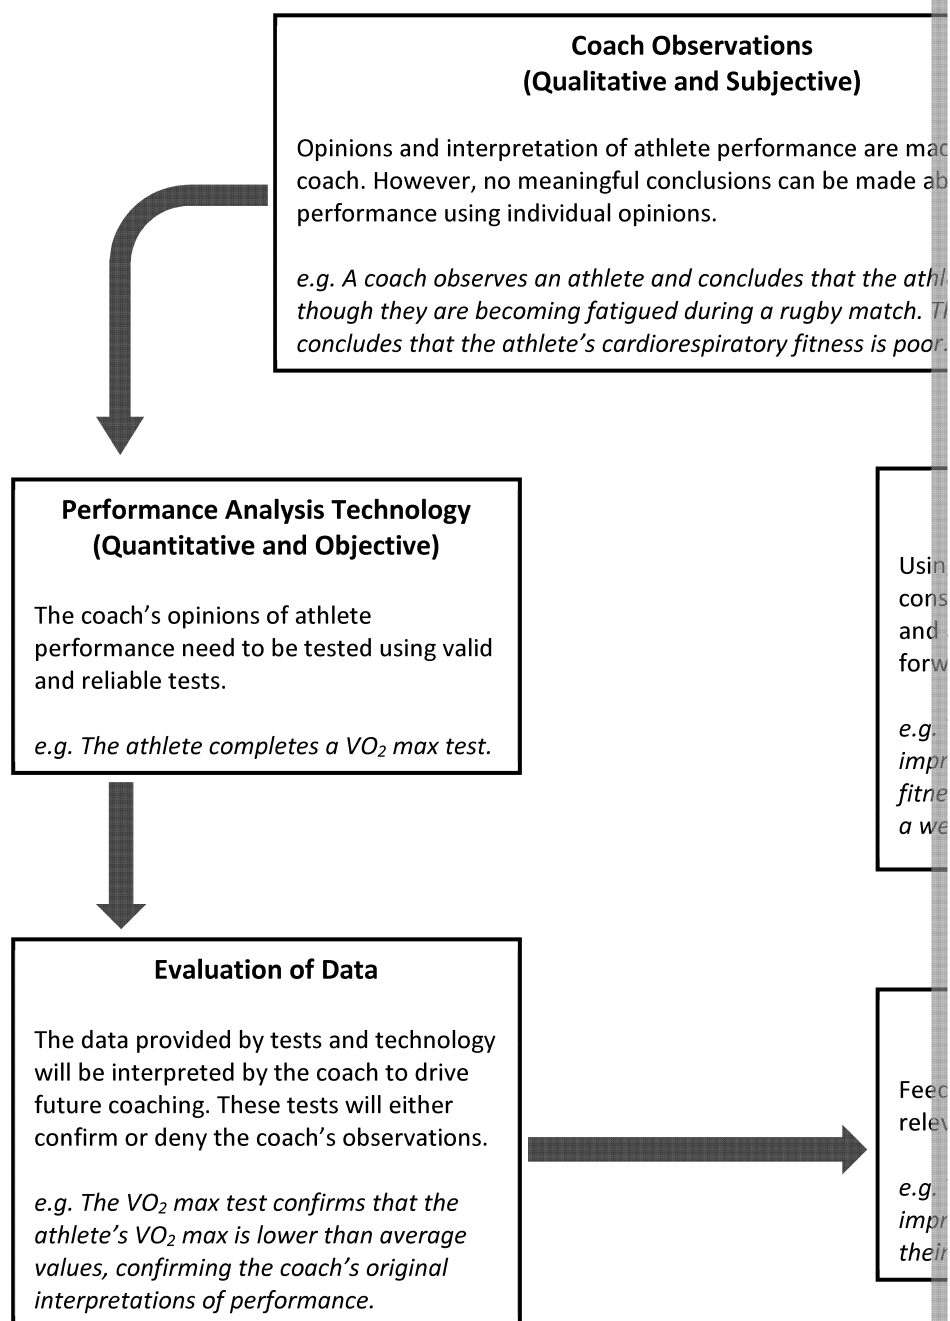 Coach Observations
(Qualitative and Subjective)
Opinions and interpretation of athlete performance are
coach. However, no meaningful conclusions can be made
performance using individual opinions.
e.g. A coach observes an athlete and concludes that the
though they are becoming fatigued during a rugby match.
concludes that the athlete’s cardiorespiratory fitness is poor.
Performance Analysis Technology
(Quantitative and Objective)
The coach’s opinions of athlete
performance need to be tested using valid
and reliable tests.
e.g. The athlete completes a VO₂ max test.
Evaluation of Data
The data provided by tests and technology
will be interpreted by the coach to drive
future coaching. These tests will either
confirm or deny the coach’s observations.
e.g. The VO₂ max test confirms that the
athlete’s VO₂ max is lower than average
values, confirming the coach’s original
interpretations of performance.
and
e.g.
a
e.g.